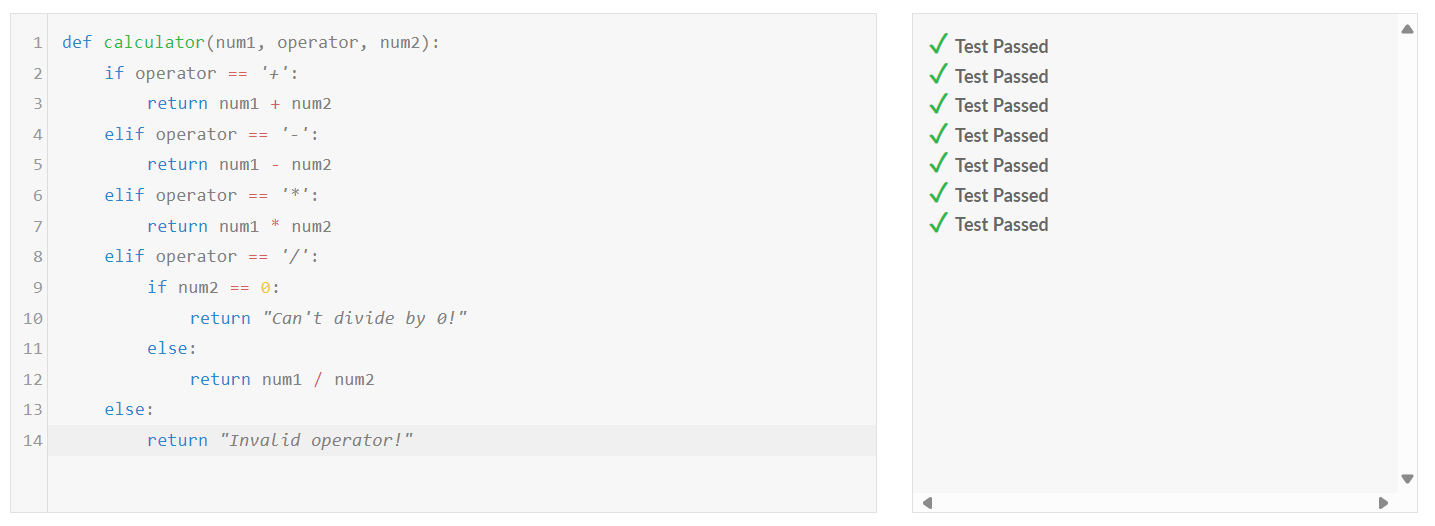 1 def calculator(num1, operator, num2):
2     if operator == '+':
3         return num1 + num2
4     elif operator == '-':
5         return num1 - num2
6     elif operator == '*':
7         return num1 * num2
8     elif operator == '/':
9         if num2 == 0:
10             return "Can't divide by 0!"
11         else:
12             return num1 / num2
13     else:
14         return "Invalid operator!"
✓ Test Passed
✓ Test Passed
✓ Test Passed
✓ Test Passed
✓ Test Passed
✓ Test Passed
✓ Test Passed